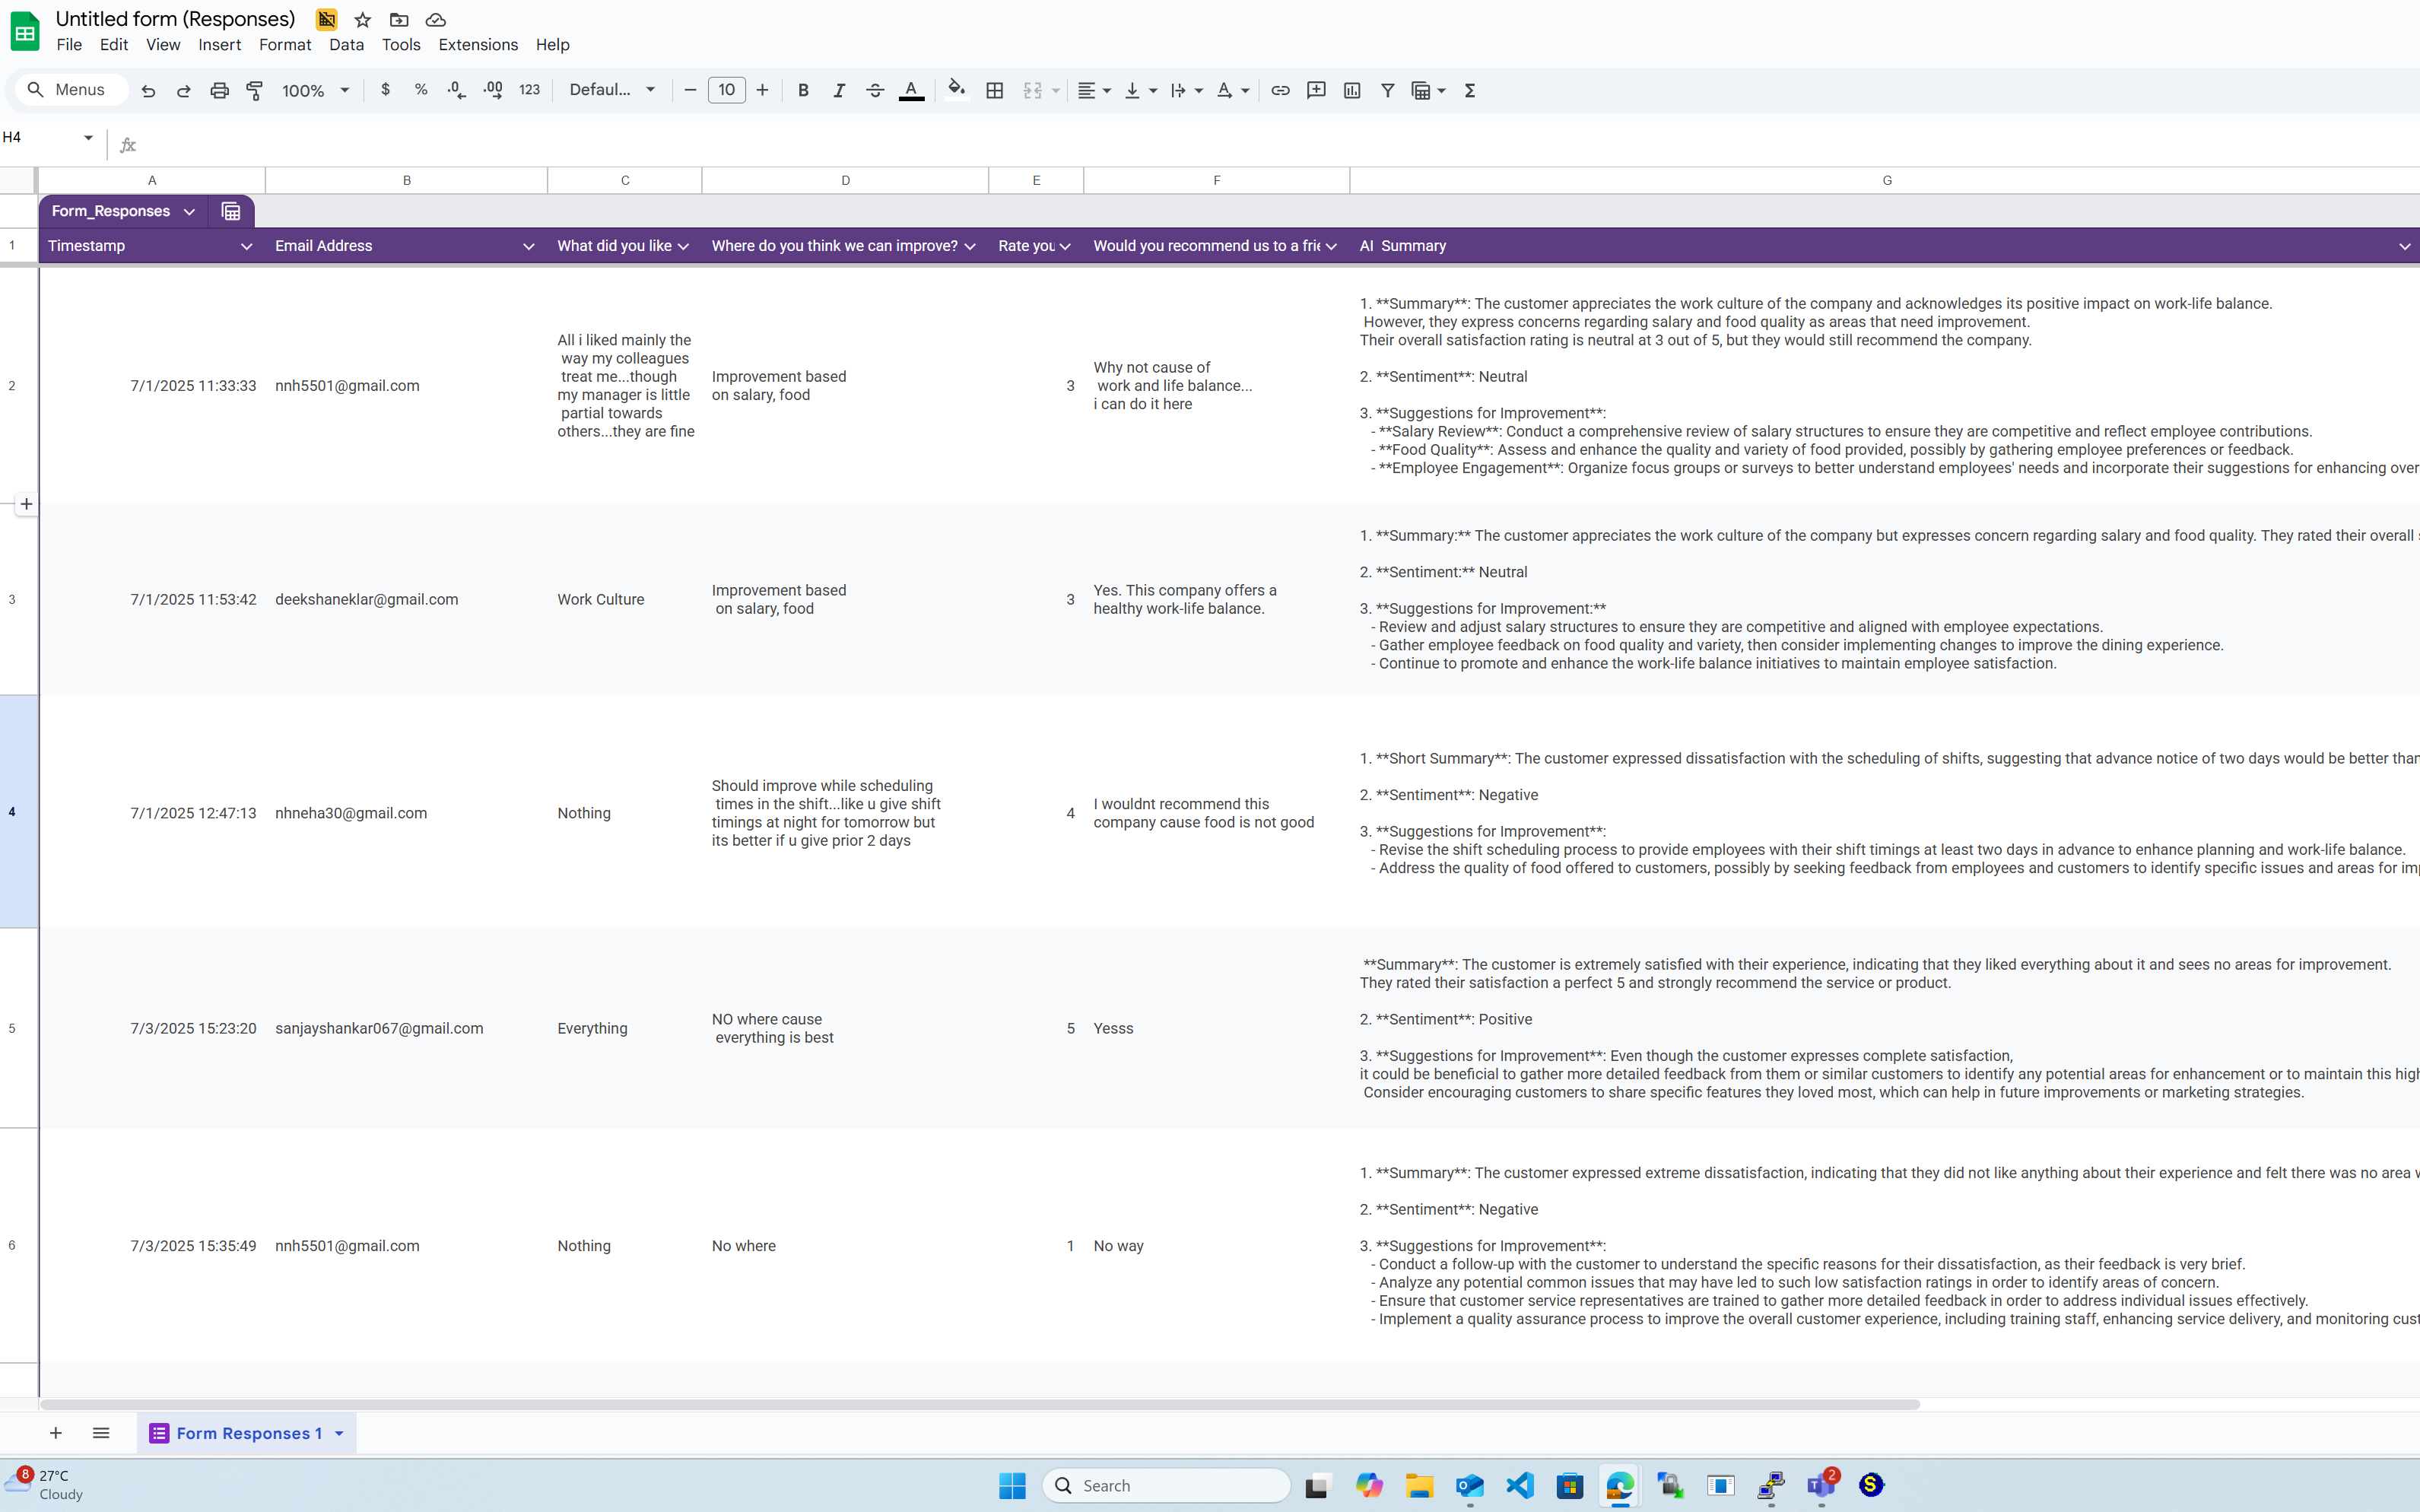 Untitled form (Responses)
File Edit View Insert Format Data Tools Extensions Help
Menus 100% $ % .0 .00 123 Defaul... 10 B I A Σ
H4 fx
A B C D E F G
Form_Responses
1 Timestamp Email Address What did you like Where do you think we can improve? Rate you Would you recommend us to a frie AI Summary
2
7/1/2025 11:33:33
nnh5501@gmail.com
All i liked mainly the
way my colleagues
treat me...though
my manager is little
partial towards
others...they are fine
Improvement based
on salary, food
3
Why not cause of
work and life balance...
i can do it here
1. **Summary**: The customer appreciates the work culture of the company and acknowledges its positive impact on work-life balance.
However, they express concerns regarding salary and food quality as areas that need improvement.
Their overall satisfaction rating is neutral at 3 out of 5, but they would still recommend the company.
2. **Sentiment**: Neutral
3. **Suggestions for Improvement**:
- **Salary Review**: Conduct a comprehensive review of salary structures to ensure they are competitive and reflect employee contributions.
- **Food Quality**: Assess and enhance the quality and variety of food provided, possibly by gathering employee preferences or feedback.
- **Employee Engagement**: Organize focus groups or surveys to better understand employees' needs and incorporate their suggestions for enhancing over
3
7/1/2025 11:53:42
deekshaneklar@gmail.com
Work Culture
Improvement based
on salary, food
3
Yes. This company offers a
healthy work-life balance.
1. **Summary:** The customer appreciates the work culture of the company but expresses concern regarding salary and food quality. They rated their overall
2. **Sentiment:** Neutral
3. **Suggestions for Improvement:**
- Review and adjust salary structures to ensure they are competitive and aligned with employee expectations.
- Gather employee feedback on food quality and variety, then consider implementing changes to improve the dining experience.
- Continue to promote and enhance the work-life balance initiatives to maintain employee satisfaction.
4
7/1/2025 12:47:13
nhneha30@gmail.com
Nothing
Should improve while scheduling
times in the shift...like u give shift
timings at night for tomorrow but
its better if u give prior 2 days
4
I wouldnt recommend this
company cause food is not good
1. **Short Summary**: The customer expressed dissatisfaction with the scheduling of shifts, suggesting that advance notice of two days would be better than
2. **Sentiment**: Negative
3. **Suggestions for Improvement**:
- Revise the shift scheduling process to provide employees with their shift timings at least two days in advance to enhance planning and work-life balance.
- Address the quality of food offered to customers, possibly by seeking feedback from employees and customers to identify specific issues and areas for
5
7/3/2025 15:23:20
sanjayshankar067@gmail.com
Everything
NO where cause
everything is best
5
Yesss
**Summary**: The customer is extremely satisfied with their experience, indicating that they liked everything about it and sees no areas for improvement.
They rated their satisfaction a perfect 5 and strongly recommend the service or product.
2. **Sentiment**: Positive
3. **Suggestions for Improvement**: Even though the customer expresses complete satisfaction,
it could be beneficial to gather more detailed feedback from them or similar customers to identify any potential areas for enhancement or to maintain this high
Consider encouraging customers to share specific features they loved most, which can help in future improvements or marketing strategies.
6
7/3/2025 15:35:49
nnh5501@gmail.com
Nothing
No where
1
No way
1. **Summary**: The customer expressed extreme dissatisfaction, indicating that they did not like anything about their experience and felt there was no area
2. **Sentiment**: Negative
3. **Suggestions for Improvement**:
- Conduct a follow-up with the customer to understand the specific reasons for their dissatisfaction, as their feedback is very brief.
- Analyze any potential common issues that may have led to such low satisfaction ratings in order to identify areas of concern.
- Ensure that customer service representatives are trained to gather more detailed feedback in order to address individual issues effectively.
- Implement a quality assurance process to improve the overall customer experience, including training staff, enhancing service delivery, and monitoring cust
Form Responses 1
8 27°C
Cloudy
Search
2
S